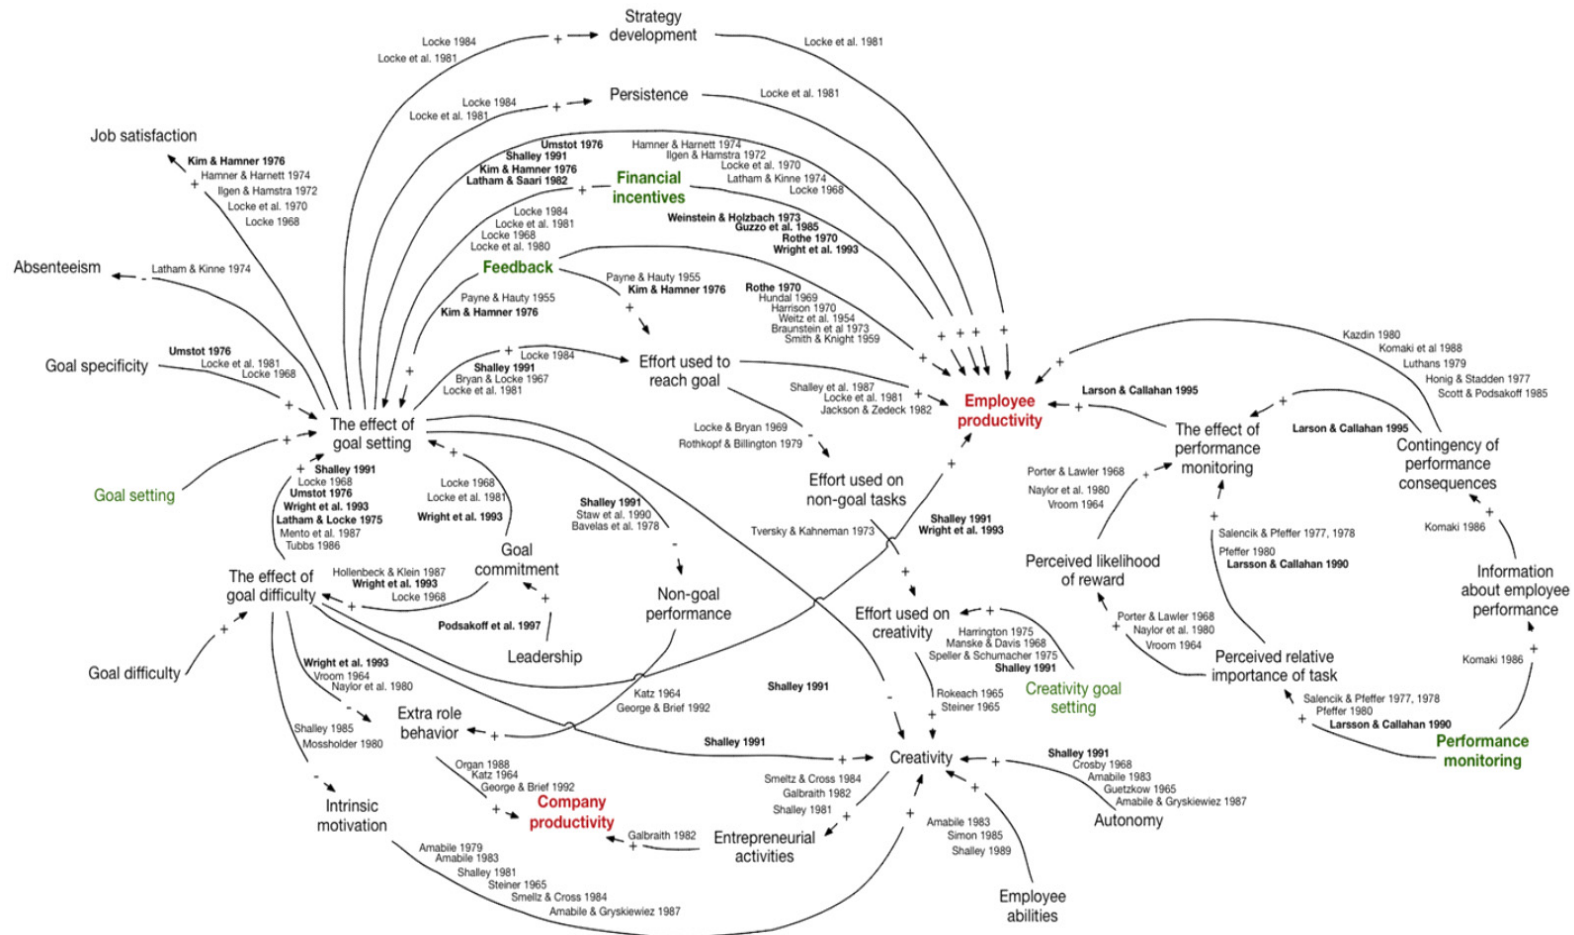 Strategy
development
Locke 1984
Locke et al. 1981
Locke et al. 1981
+
Persistence
Locke 1984
Locke et al. 1981
Locke et al. 1981
+
Job satisfaction
Kim & Hamner 1976
Hamner & Harnett 1974
Ilgen & Hamstra 1972
Locke et al. 1970
Locke 1968
+
Umstot 1976
Shalley 1991
Kim & Hamner 1976
Latham & Saari 1982
Hamner & Harnett 1974
Ilgen & Hamstra 1972
Locke et al. 1970
Latham & Kinne 1974
Locke 1968
Financial
incentives
+
Locke 1984
Locke et al. 1981
Locke 1968
Locke et al. 1980
Weinstein & Holzbach 1973
Guzzo et al. 1985
Rothe 1970
Wright et al. 1993
Absenteeism
-
Latham & Kinne 1974
Feedback
Payne & Hauty 1955
Kim & Hamner 1976
+
Payne & Hauty 1955
Kim & Hamner 1976
+
Rothe 1970
Hundal 1969
Harrison 1970
Weitz et al. 1954
Braunstein et al 1973
Smith & Knight 1959
+
+
+
+
+
Goal specificity
Umstot 1976
Locke et al. 1981
Locke 1968
+
+
Locke 1984
Shalley 1991
Bryan & Locke 1967
Locke et al. 1981
Effort used to
reach goal
Shalley et al. 1987
Locke et al. 1981
Jackson & Zedeck 1982
+
Employee
productivity
+
Kazdin 1980
Komaki et al 1988
Luthans 1979
Honig & Stadden 1977
Scott & Podsakoff 1985
Larson & Callahan 1995
+
The effect of
performance
monitoring
+
Larson & Callahan 1995
Contingency of
performance
consequences
The effect of
goal setting
Goal setting
+
Locke & Bryan 1969
Rothkopf & Billington 1979
-
Effort used on
non-goal tasks
+
Shalley 1991
Locke 1968
Umstot 1976
Wright et al. 1993
Latham & Locke 1975
Mento et al. 1987
Tubbs 1986
+
Locke 1968
Locke et al. 1981
Wright et al. 1993
Shalley 1991
Staw et al. 1990
Bavelas et al. 1978
-
Tversky & Kahneman 1973
+
+
Shalley 1991
Wright et al. 1993
Porter & Lawler 1968
Naylor et al. 1980
Vroom 1964
+
+
Salencik & Pfeffer 1977, 1978
Pfeffer 1980
Larsson & Callahan 1990
Komaki 1986
+
Goal
commitment
The effect of
goal difficulty
Hollenbeck & Klein 1987
Wright et al. 1993
Locke 1968
+
Podsakoff et al. 1997
+
Leadership
Non-goal
performance
Perceived likelihood
of reward
Information
about employee
performance
Effort used on
creativity
+
Harrington 1975
Manske & Davis 1968
Speller & Schumacher 1975
Shalley 1991
Creativity goal
setting
Porter & Lawler 1968
Naylor et al. 1980
Vroom 1964
+
Perceived relative
importance of task
Komaki 1986
+
Goal difficulty
+
Wright et al. 1993
Vroom 1964
Naylor et al. 1980
-
Extra role
behavior
+
Katz 1964
George & Brief 1992
Shalley 1991
-
Rokeach 1965
Steiner 1965
+
Salencik & Pfeffer 1977, 1978
Pfeffer 1980
Larsson & Callahan 1990
+
Performance
monitoring
Shalley 1985
Mossholder 1980
-
Shalley 1991
+
Creativity
+
Shalley 1991
Crosby 1968
Amabile 1983
Guetzkow 1965
Amabile & Gryskiewiez 1987
Autonomy
Intrinsic
motivation
Organ 1988
Katz 1964
George & Brief 1992
+
Company
productivity
Smeltz & Cross 1984
Galbraith 1982
Shalley 1981
+
Galbraith 1982
+
Entrepreneurial
activities
+
+
Amabile 1983
Simon 1985
Shalley 1989
Employee
abilities
Amabile 1979
Amabile 1983
Shalley 1981
Steiner 1965
Smellz & Cross 1984
Amabile & Gryskiewiez 1987